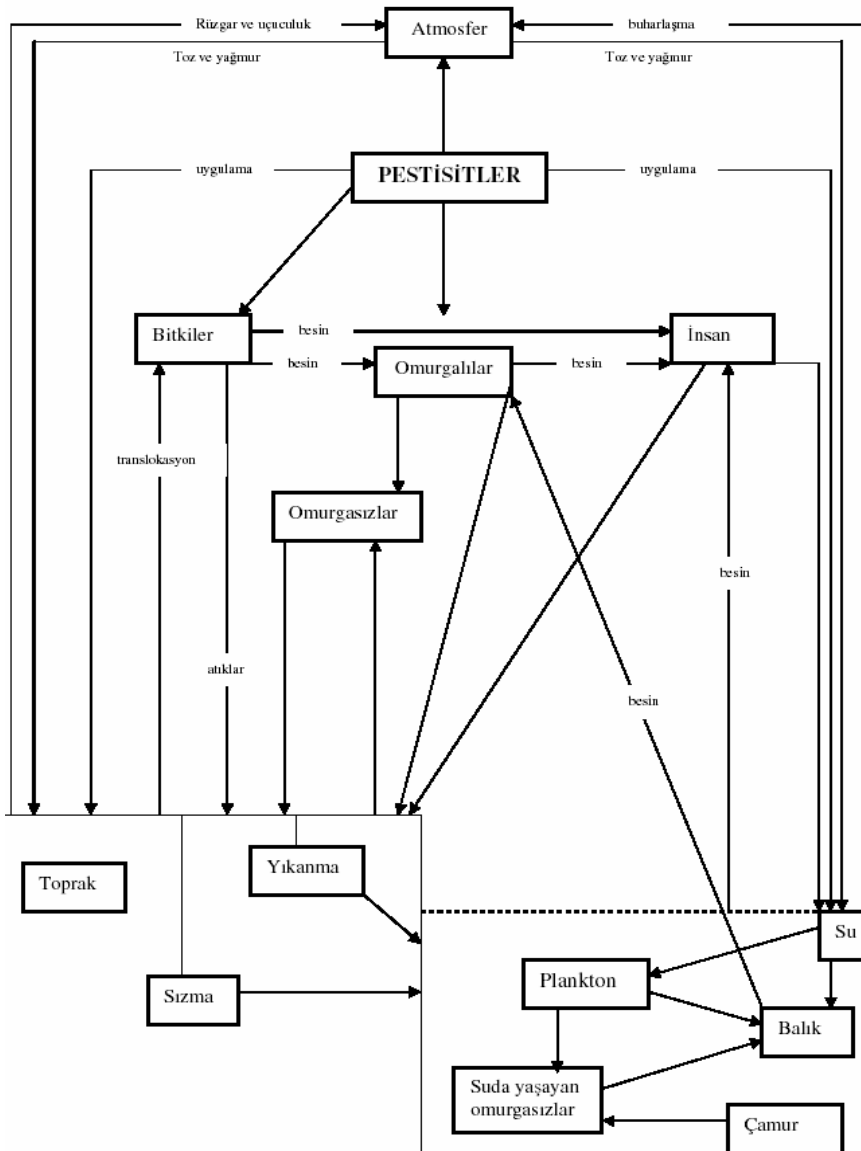 Rüzgar ve uçuculuk
Atmosfer
buharlaşma
Toz ve yağmur
Toz ve yağmur
uygulama
PESTİSİTLER
uygulama
Bitkiler
besin
İnsan
besin
Omurgalılar
besin
translokasyon
Omurgasızlar
besin
atıklar
besin
Toprak
Yıkanma
Su
Sızma
Plankton
Balık
Suda yaşayan
omurgasızlar
Çamur